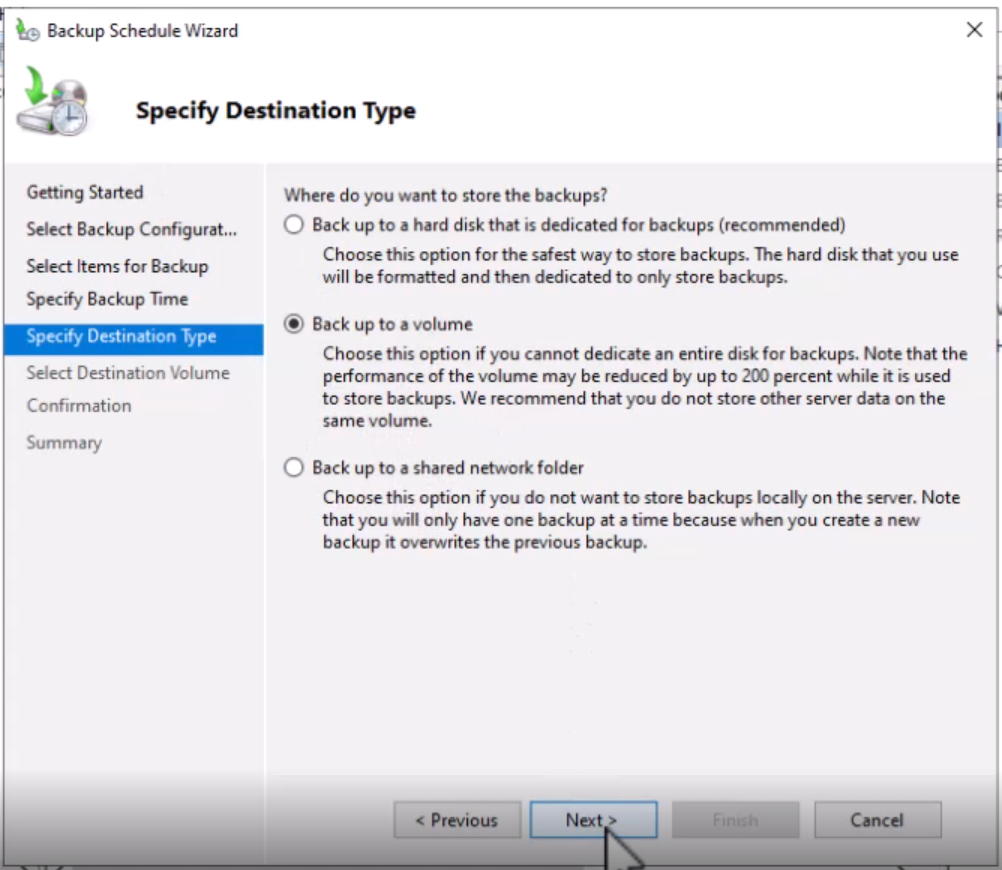 Backup Schedule Wizard
Specify Destination Type
Getting Started
Select Backup Configurat...
Select Items for Backup
Specify Backup Time
Specify Destination Type
Select Destination Volume
Confirmation
Summary
Where do you want to store the backups?
Back up to a hard disk that is dedicated for backups (recommended)
Choose this option for the safest way to store backups. The hard disk that you use
will be formatted and then dedicated to only store backups.
Back up to a volume
Choose this option if you cannot dedicate an entire disk for backups. Note that the
performance of the volume may be reduced by up to 200 percent while it is used
to store backups. We recommend that you do not store other server data on the
same volume.
Back up to a shared network folder
Choose this option if you do not want to store backups locally on the server. Note
that you will only have one backup at a time because when you create a new
backup it overwrites the previous backup.
< Previous
Next >
Finish
Cancel